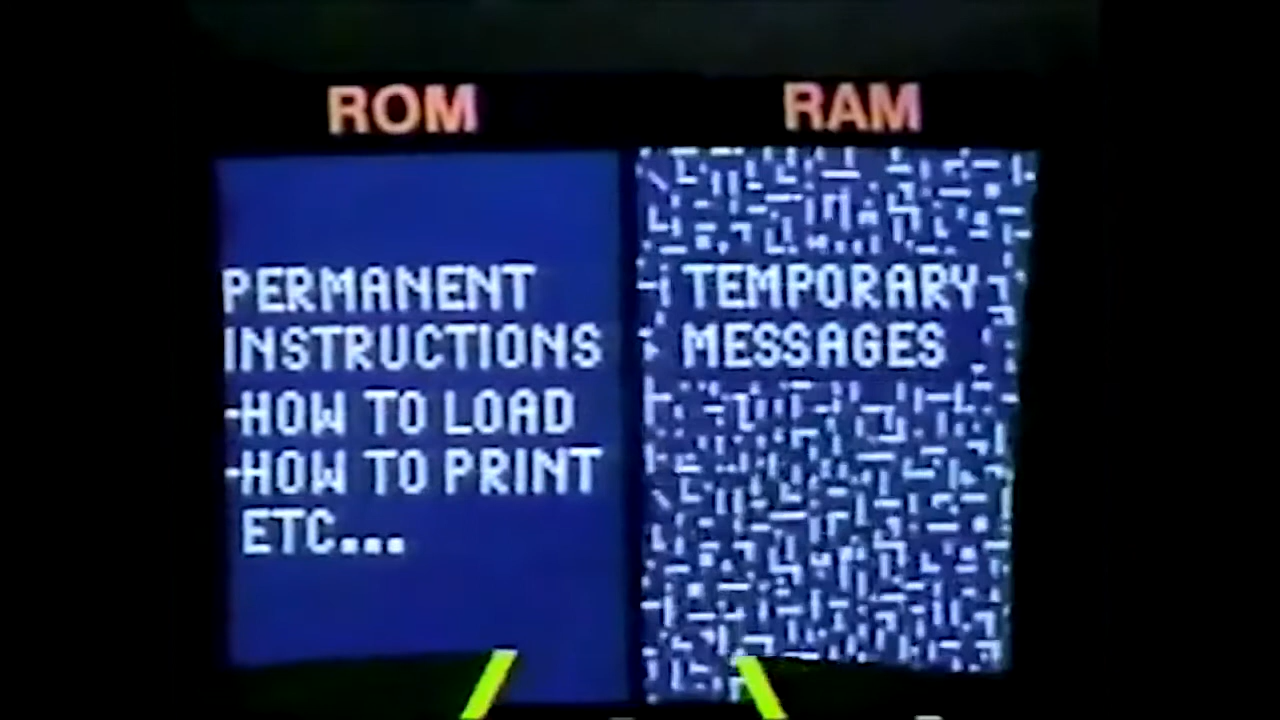 ROM
PERMANENT
INSTRUCTIONS
-HOW TO LOAD
-HOW TO PRINT
ETC...
RAM
TEMPORARY
MESSAGES